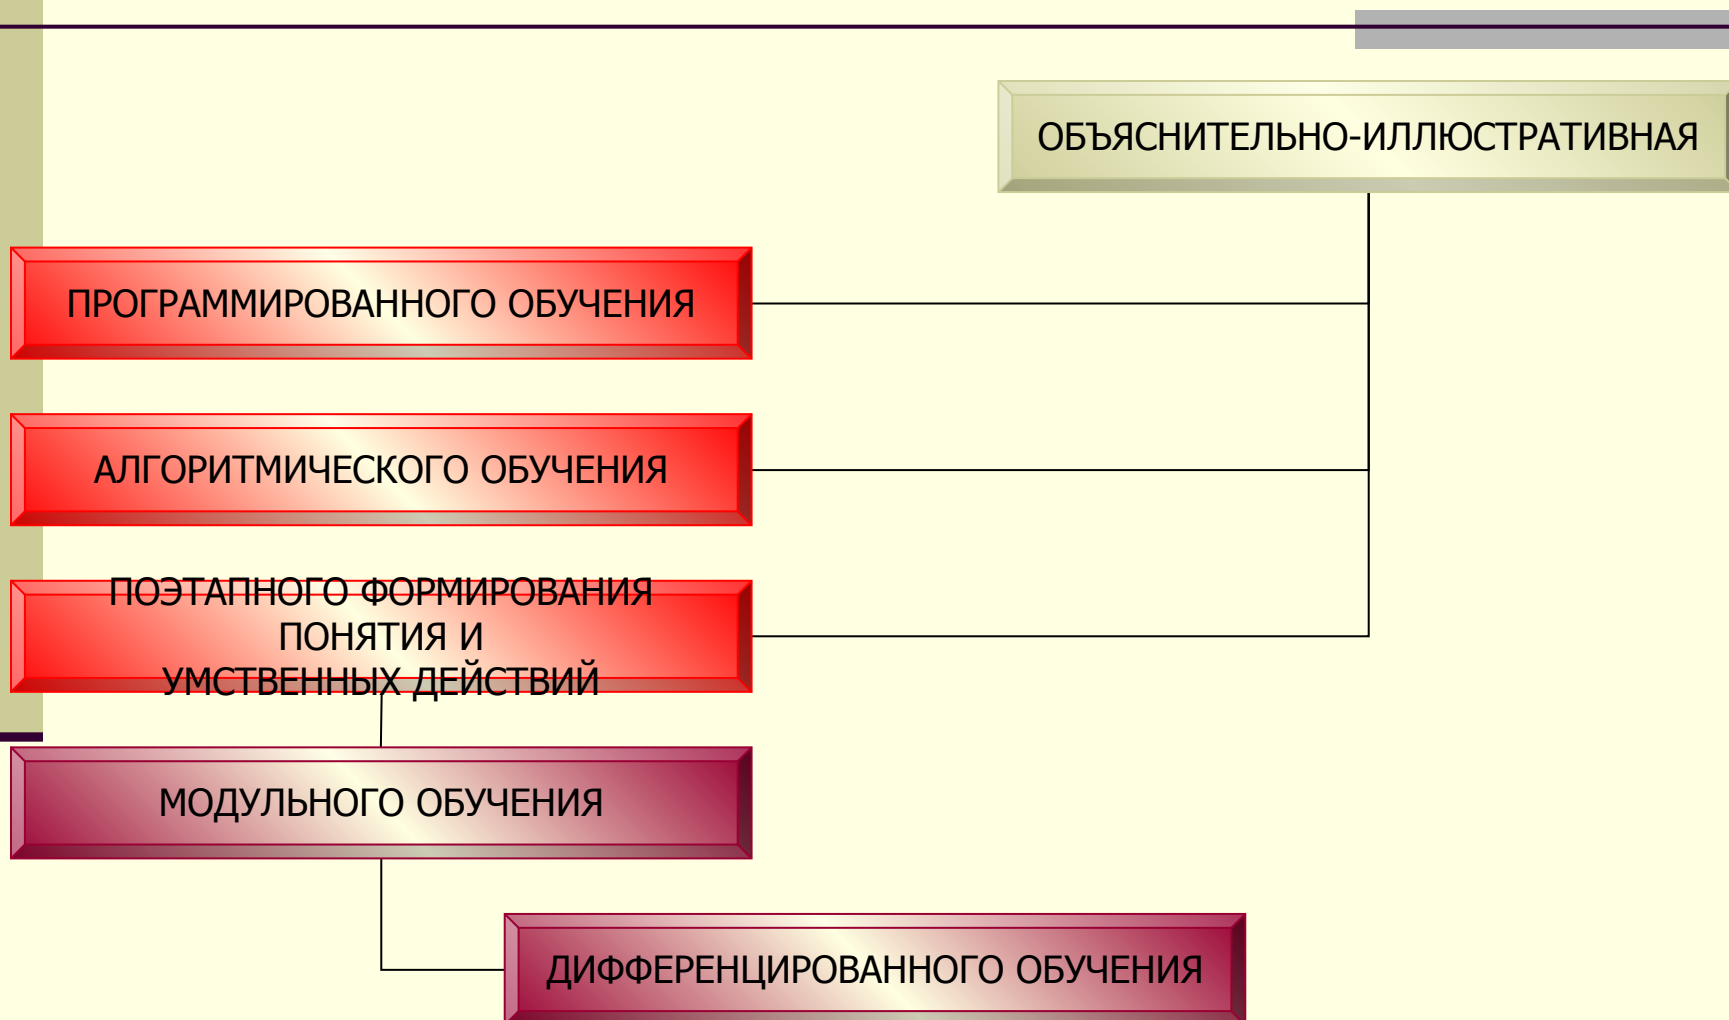 ОБЪЯСНИТЕЛЬНО-ИЛЛЮСТРАТИВНАЯ
ПРОГРАММИРОВАННОГО ОБУЧЕНИЯ
АЛГОРИТМИЧЕСКОГО ОБУЧЕНИЯ
ПОЭТАПНОГО ФОРМИРОВАНИЯ
ПОНЯТИЯ И
УМСТВЕННЫХ ДЕЙСТВИЙ
МОДУЛЬНОГО ОБУЧЕНИЯ
ДИФФЕРЕНЦИРОВАННОГО ОБУЧЕНИЯ